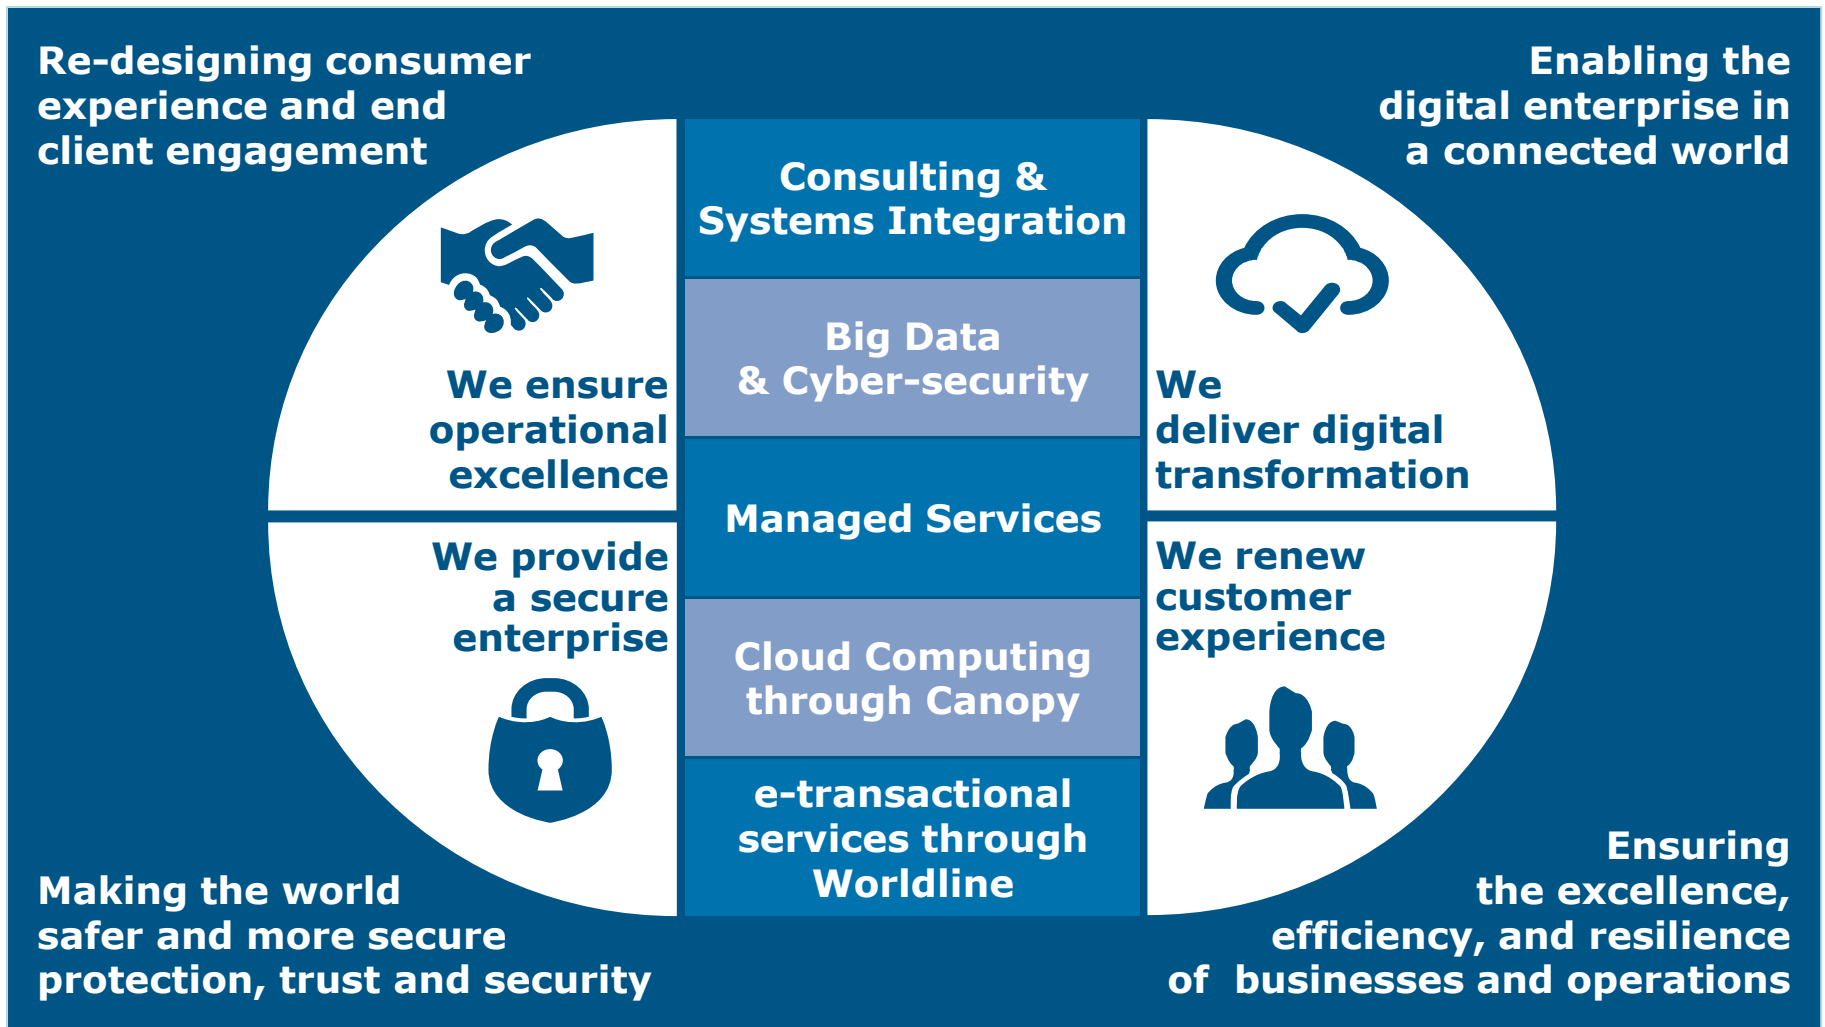 Re-designing consumer
experience and end
client engagement
Enabling the
digital enterprise in
a connected world
We ensure
operational
excellence
Consulting &
Systems Integration
Big Data
& Cyber-security
Managed Services
Cloud Computing
through Canopy
e-transactional
services through
Worldline
We
deliver digital
transformation
We provide
a secure
enterprise
We renew
customer
experience
Making the world
safer and more secure
protection, trust and security
Ensuring
the excellence,
efficiency, and resilience
of  businesses and operations